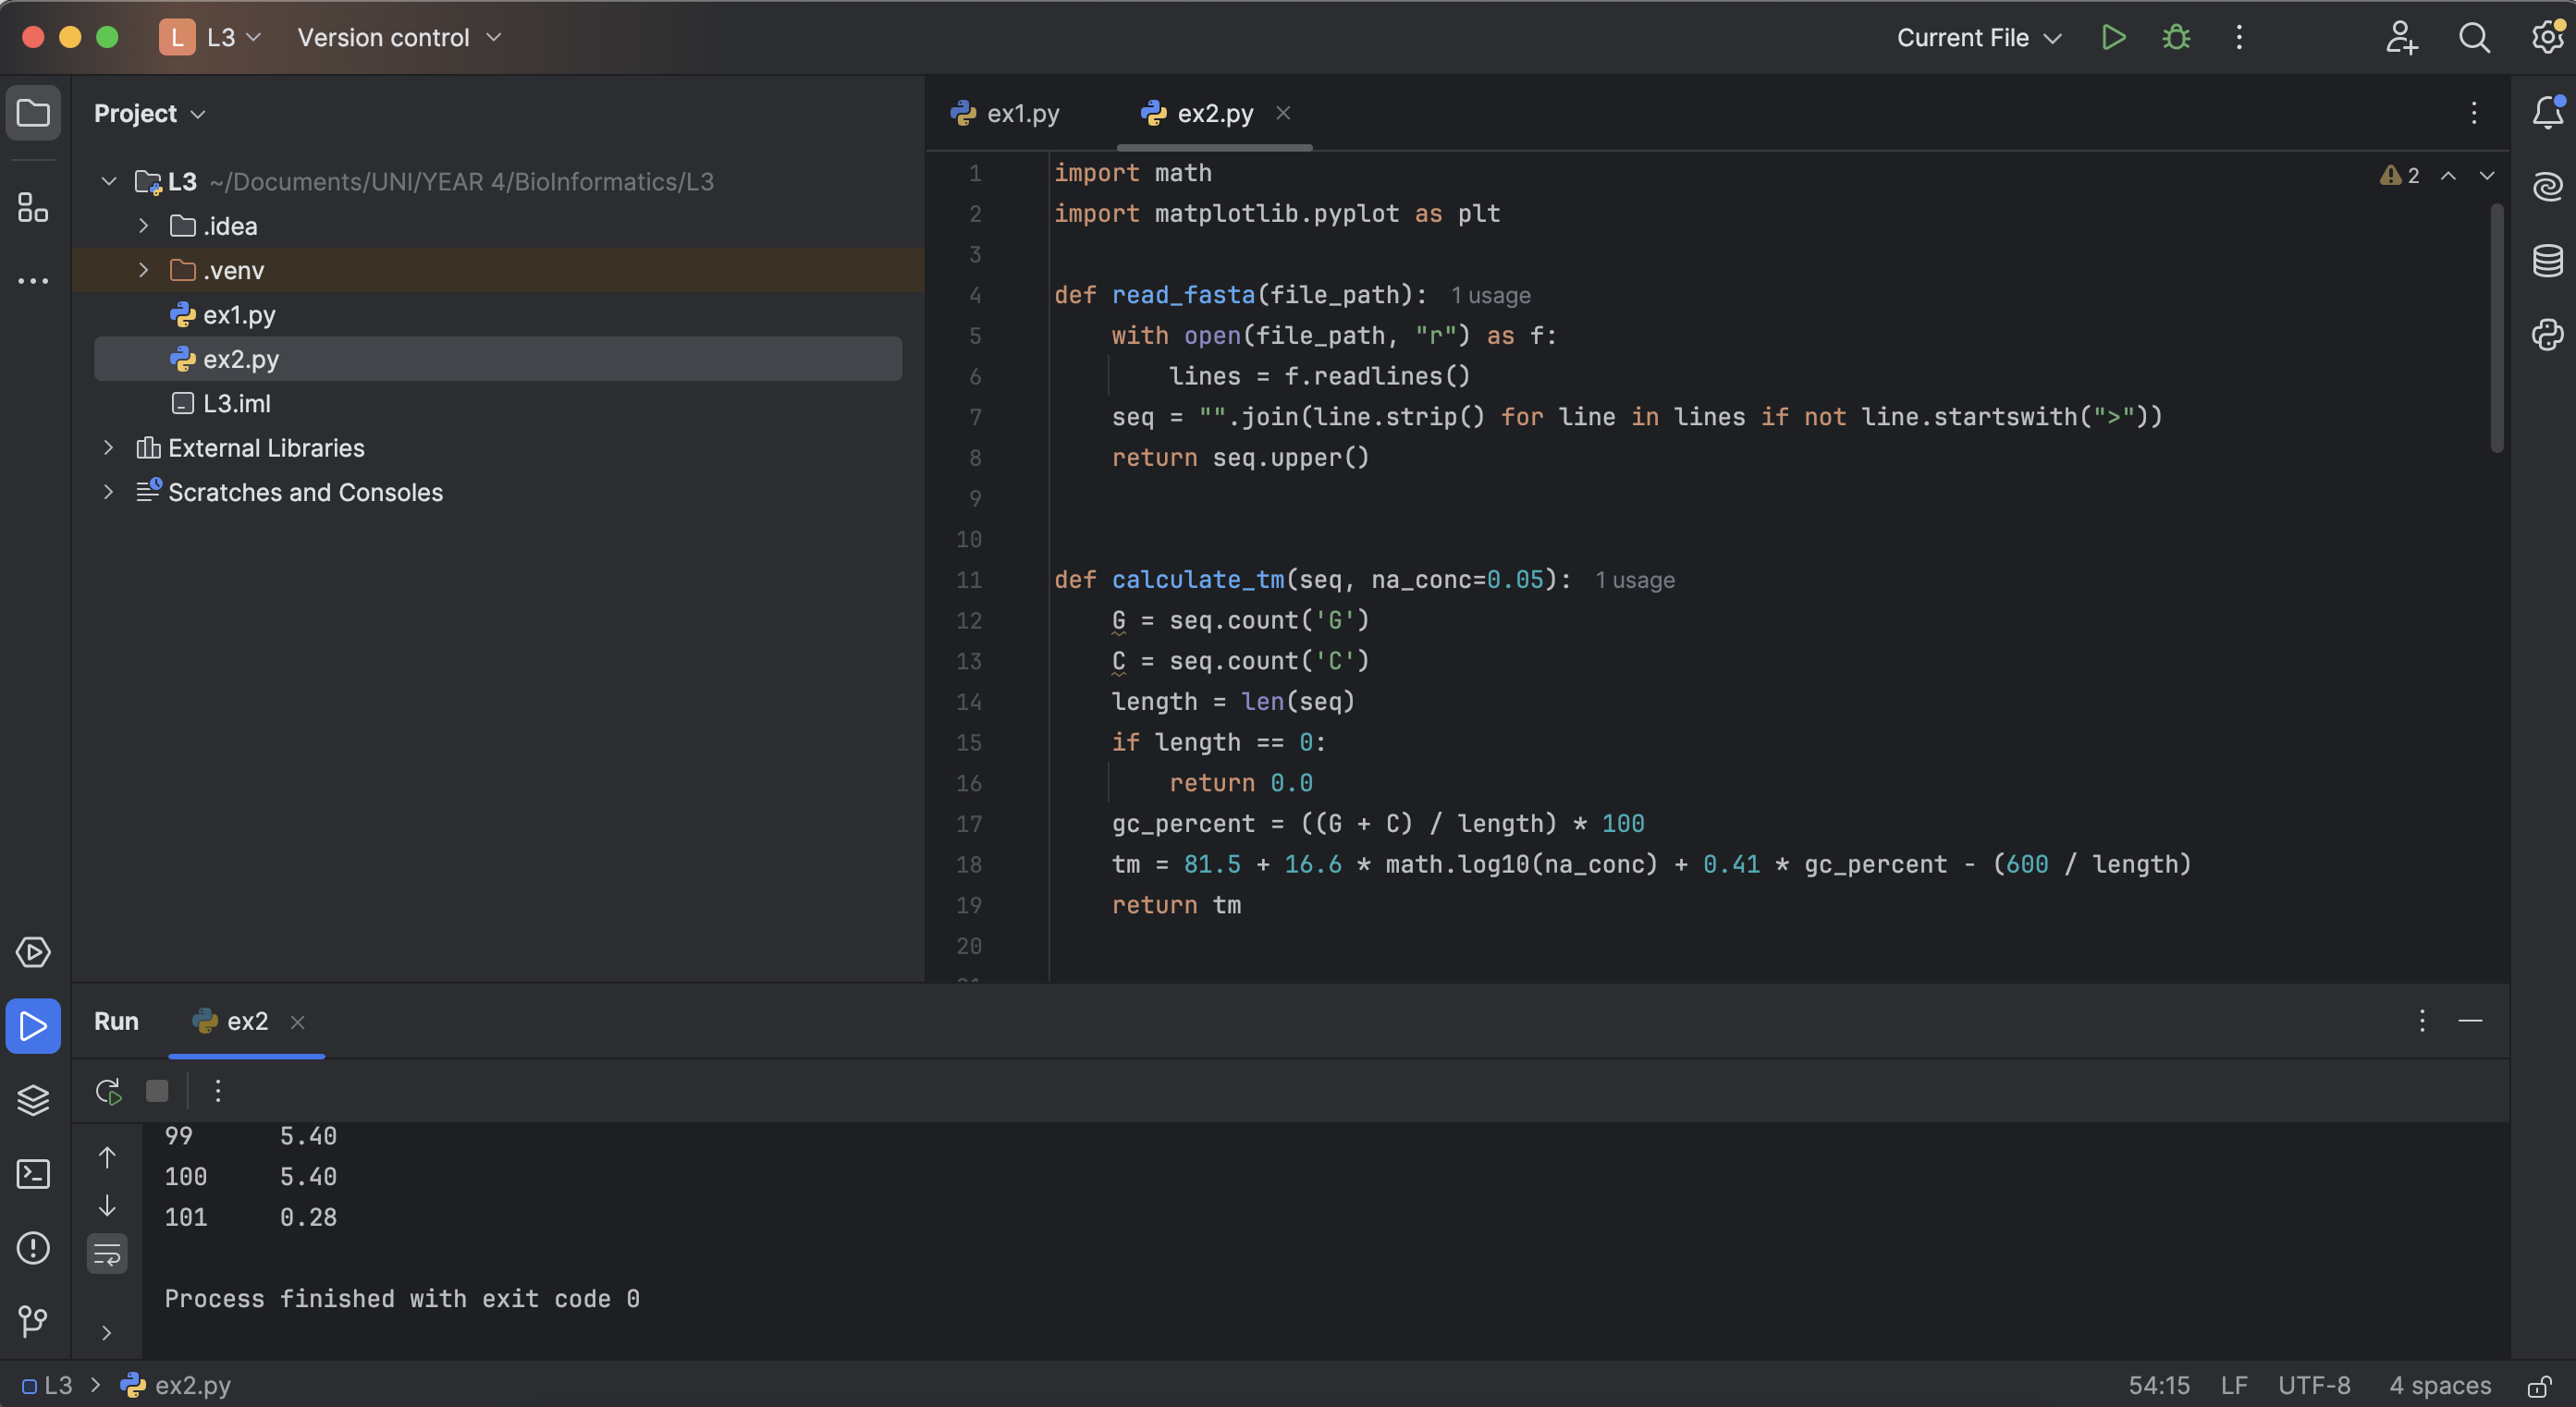 L L3 Version control Current File
Project
L3 ~/Documents/UNI/YEAR 4/BioInformatics/L3
.idea
.venv
ex1.py
ex2.py
L3.iml
External Libraries
Scratches and Consoles
ex1.py ex2.py
2
1 import math
2 import matplotlib.pyplot as plt
3
4 def read_fasta(file_path): 1 usage
5     with open(file_path, "r") as f:
6         lines = f.readlines()
7     seq = "".join(line.strip() for line in lines if not line.startswith(">"))
8     return seq.upper()
9
10
11 def calculate_tm(seq, na_conc=0.05): 1 usage
12     G = seq.count('G')
13     C = seq.count('C')
14     length = len(seq)
15     if length == 0:
16         return 0.0
17     gc_percent = ((G + C) / length) * 100
18     tm = 81.5 + 16.6 * math.log10(na_conc) + 0.41 * gc_percent - (600 / length)
19     return tm
20
Run ex2
99 5.40
100 5.40
101 0.28
Process finished with exit code 0
L3 ex2.py 54:15 LF UTF-8 4 spaces